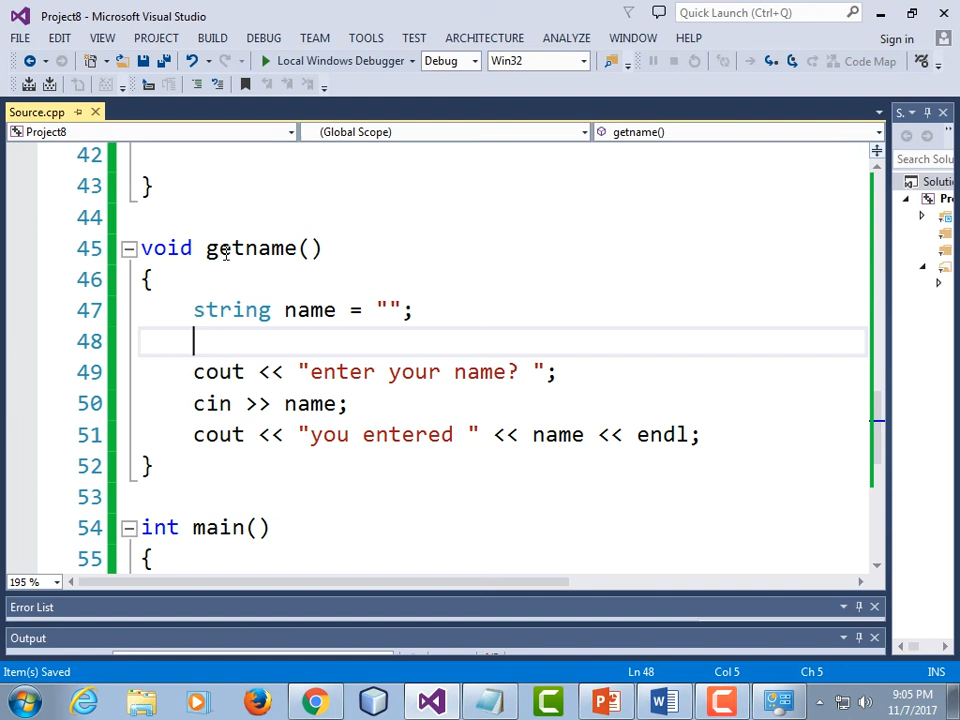 Project8 - Microsoft Visual Studio
Quick Launch (Ctrl+Q)
FILE EDIT VIEW PROJECT BUILD DEBUG TEAM TOOLS TEST ARCHITECTURE ANALYZE WINDOW HELP Sign in
Local Windows Debugger Debug Win32 Code Map
Source.cpp S..
Project8 (Global Scope) getname()
Search Solu
Soluti
Pr
42
43 }
44
45 void getname()
46 {
47 string name = "";
48
49 cout << "enter your name? ";
50 cin >> name;
51 cout << "you entered " << name << endl;
52 }
53
54 int main()
55 {
195 %
Error List
Output
Item(s) Saved Ln 48 Col 5 Ch 5 INS
9:05 PM
11/7/2017